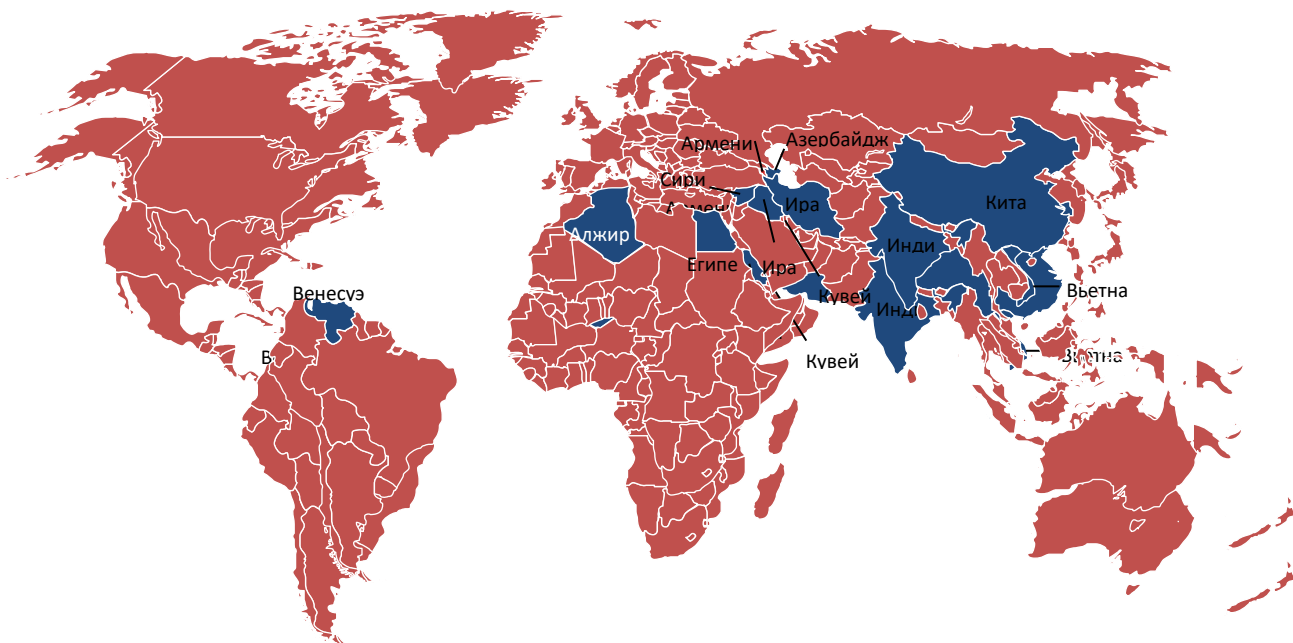 Армени
Азербайдж
Сири
Ира
Кита
Алжир
Инди
Египе
Ира
Венесуэ
Кувей
Вьетна
Инд
Кувей
В